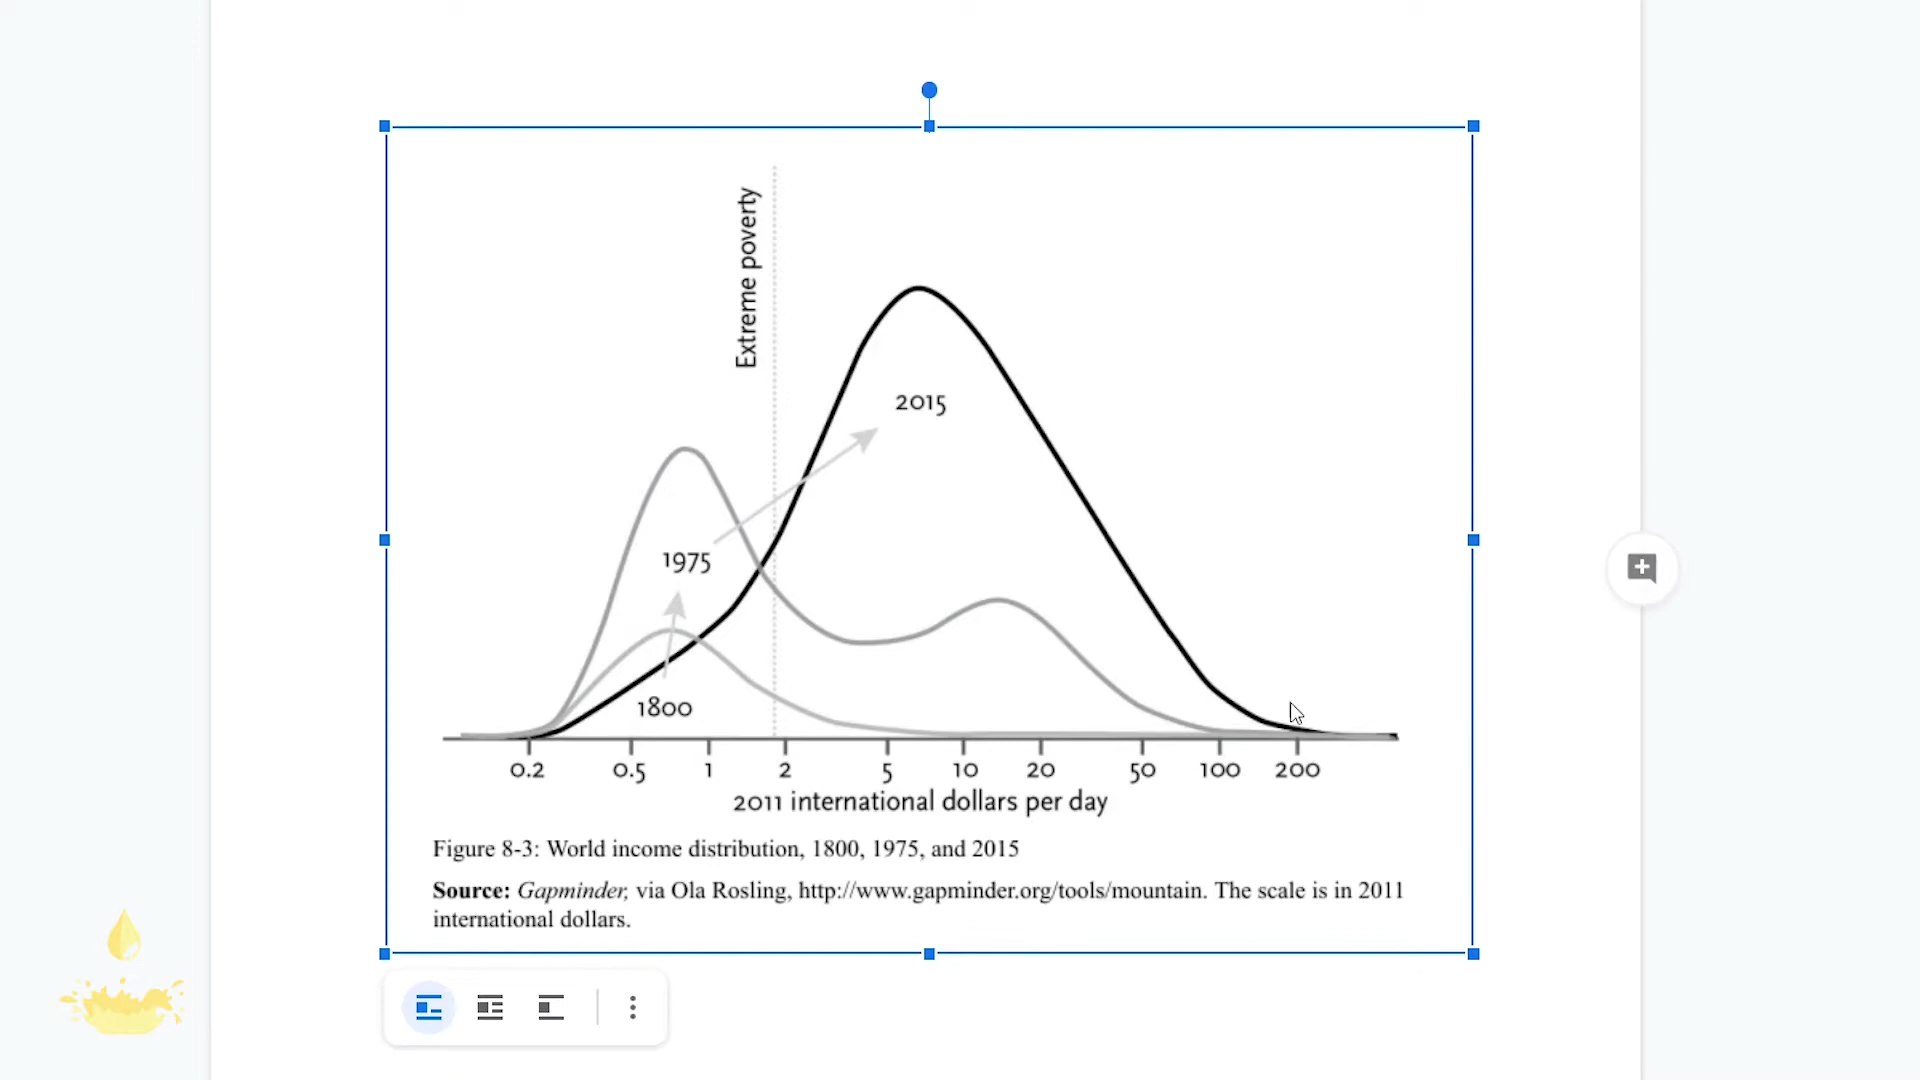 Extreme poverty
2015
1975
1800
0.2 0.5 1 2 5 10 20 50 100 200
2011 international dollars per day
Figure 8-3: World income distribution, 1800, 1975, and 2015
Source: Gapminder, via Ola Rosling, http://www.gapminder.org/tools/mountain. The scale is in 2011
international dollars.